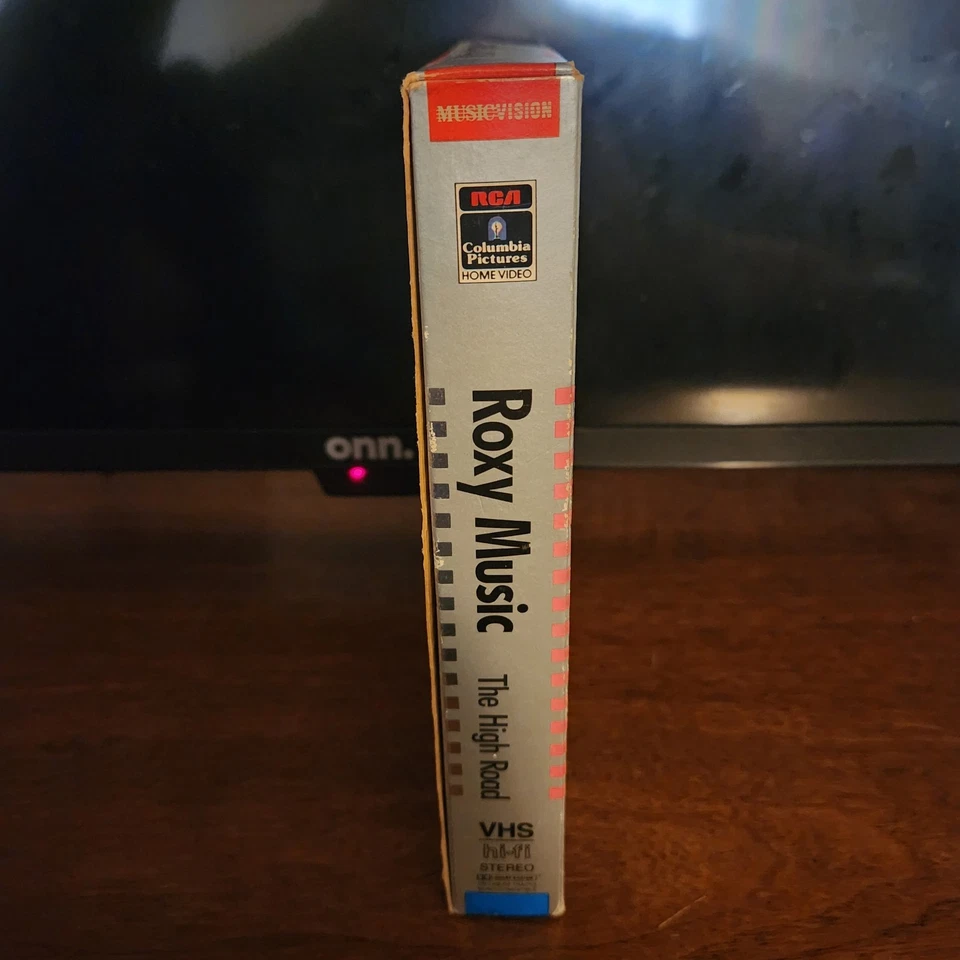 MUSICVISION
RCA
Columbia
Pictures
HOME VIDEO
onn.
Roxy Music
The High Road
VHS
hi-fi
STEREO